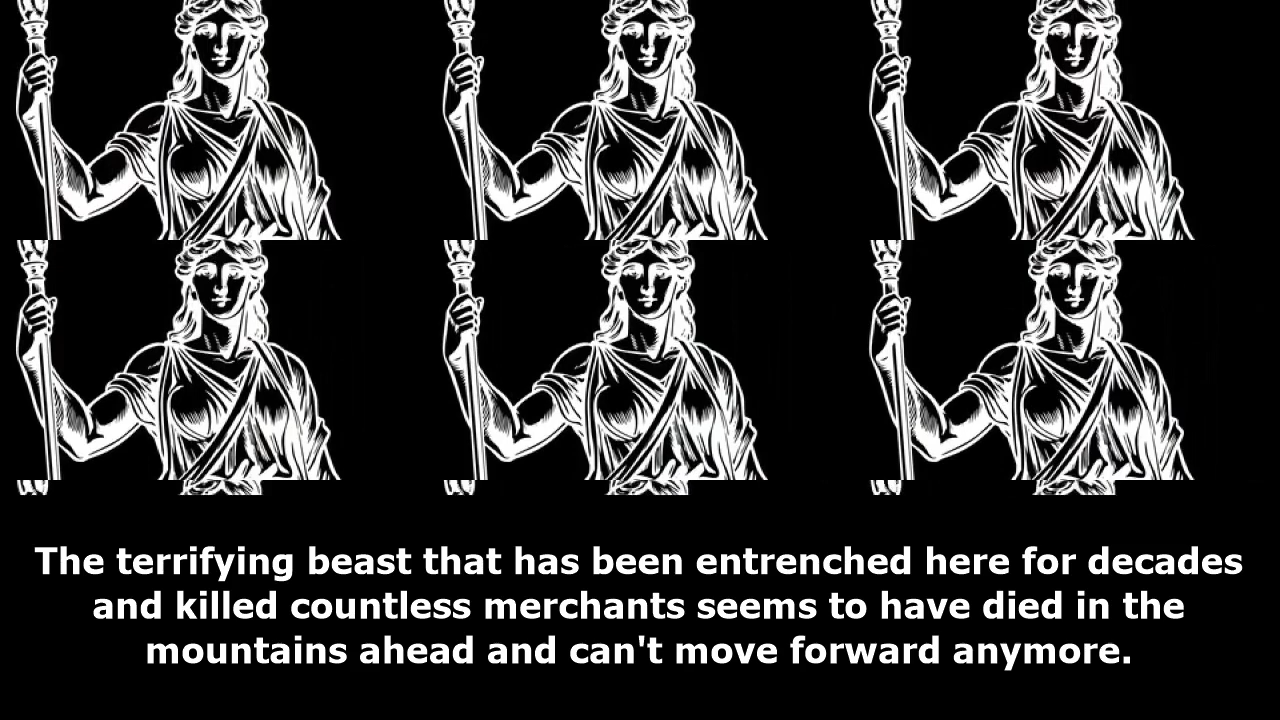 The terrifying beast that has been entrenched here for decades
and killed countless merchants seems to have died in the
mountains ahead and can't move forward anymore.